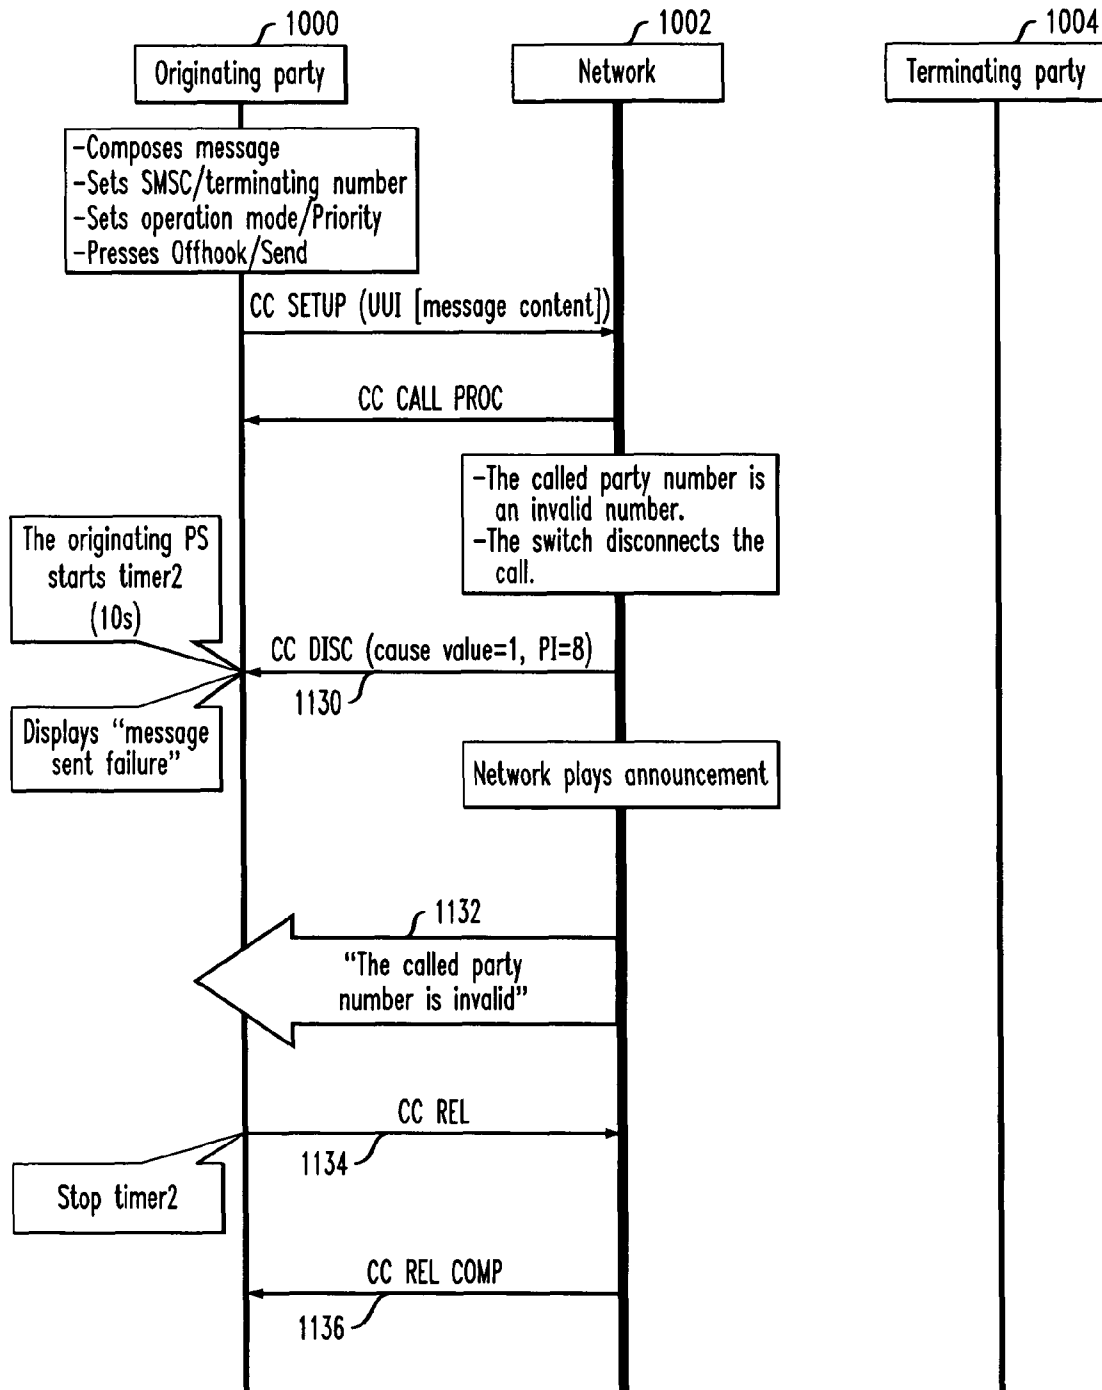 1000
1002
1004
Originating party
Network
Terminating party
-Composes message
-Sets SMSC/terminating number
-Sets operation mode/Priority
-Presses Offhook/Send
CC SETUP (UUI [message content])
CC CALL PROC
-The called party number is
an invalid number.
-The switch disconnects the
call.
The originating PS
starts timer2
(10s)
CC DISC (cause value=1, PI=8)
1130
Displays “message
sent failure”
Network plays announcement
1132
“The called party
number is invalid”
CC REL
1134
Stop timer2
CC REL COMP
1136